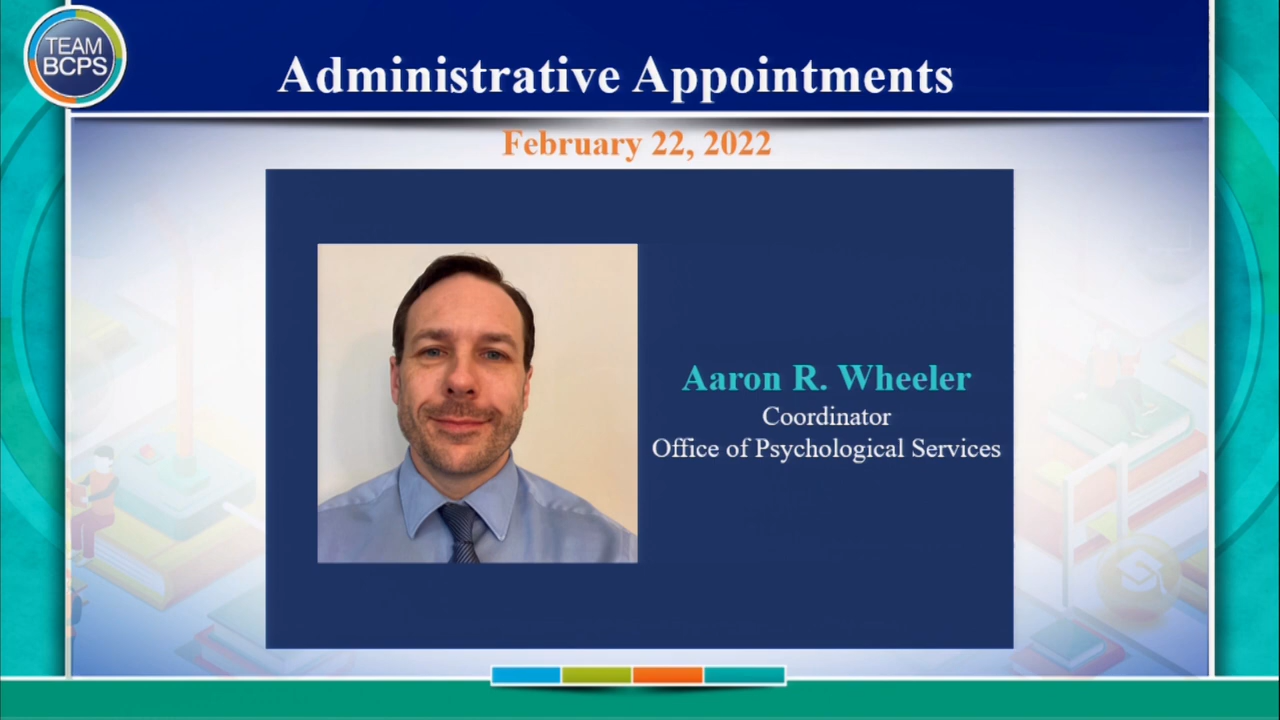 TEAM
BCPS
Administrative Appointments
February 22, 2022
Aaron R. Wheeler
Coordinator
Office of Psychological Services